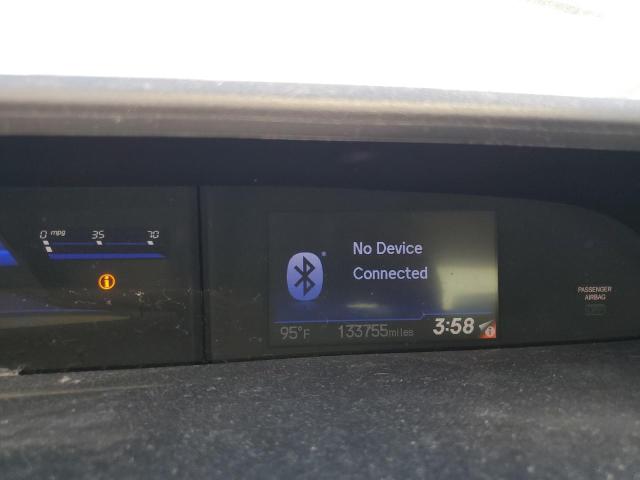 0 mpg 35 70
No Device
Connected
95°F 133755 miles 3:58
PASSENGER
AIRBAG